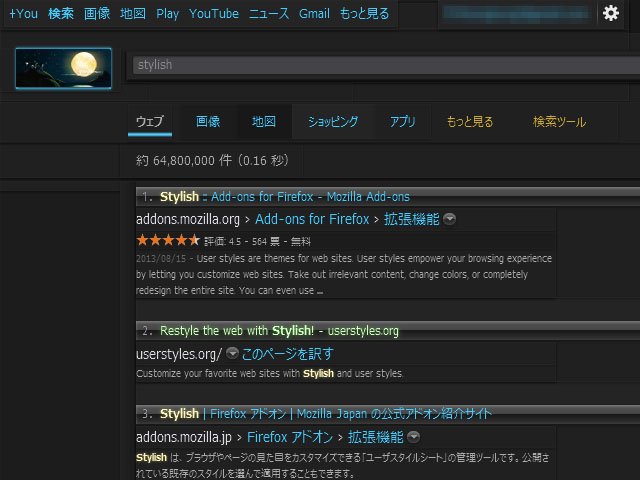 +You 検索 画像 地図 Play YouTube ニュース Gmail もっと見る
stylish
ウェブ 画像 地図 ショッピング アプリ もっと見る 検索ツール
約 64,800,000 件 (0.16 秒)
1. Stylish :: Add-ons for Firefox - Mozilla Add-ons
addons.mozilla.org › Add-ons for Firefox › 拡張機能
評価: 4.5 - 564 票 - 無料
2013/08/15 - User styles are themes for web sites. User styles empower your browsing experience
by letting you customize web sites. Take out irrelevant content, change colors, or completely
redesign the entire site. You can even use ...
2. Restyle the web with Stylish! - userstyles.org
userstyles.org/ このページを訳す
Customize your favorite web sites with Stylish and user styles.
3. Stylish | Firefox アドオン | Mozilla Japan の公式アドオン紹介サイト
addons.mozilla.jp › Firefox アドオン › 拡張機能
Stylish は、ブラウザやページの見た目をカスタマイズできる「ユーザスタイルシート」の管理ツールです。公開さ
れている既存のスタイルを選んで適用することもできます。